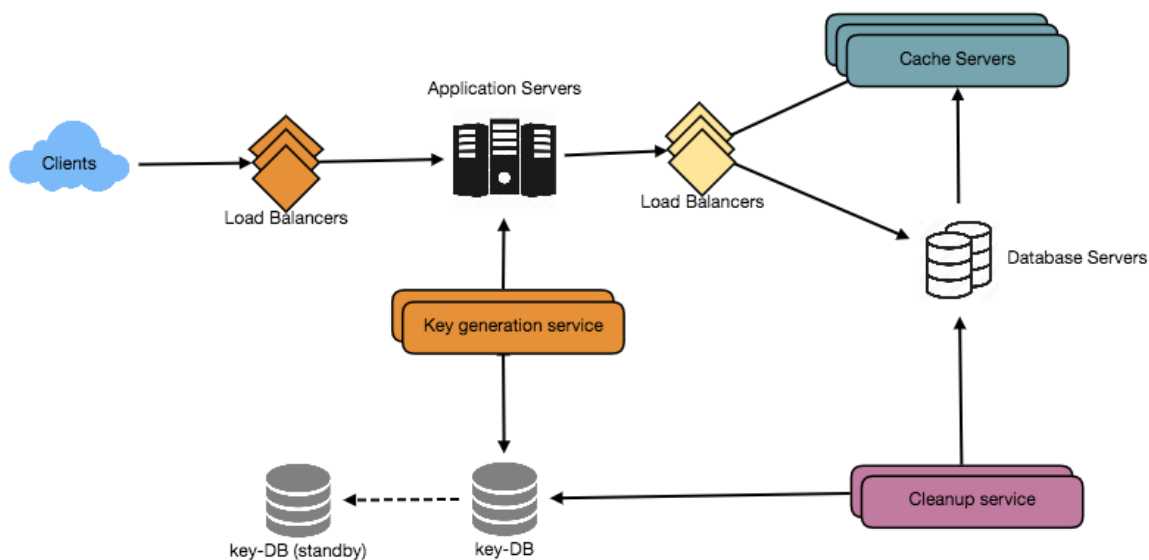 Cache Servers
Application Servers
Clients
Load Balancers
Load Balancers
Database Servers
Key generation service
Cleanup service
key-DB (standby)
key-DB